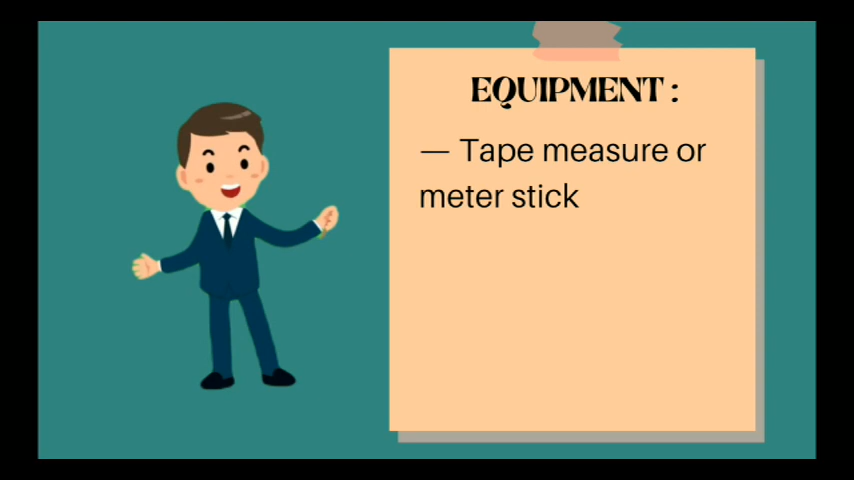 EQUIPMENT :
— Tape measure or
meter stick